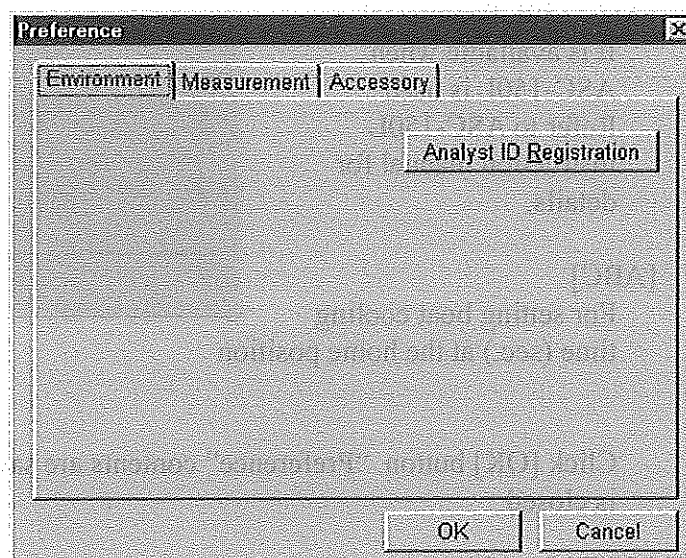 Preference
Environment Measurement Accessory
Analyst ID Registration
OK Cancel